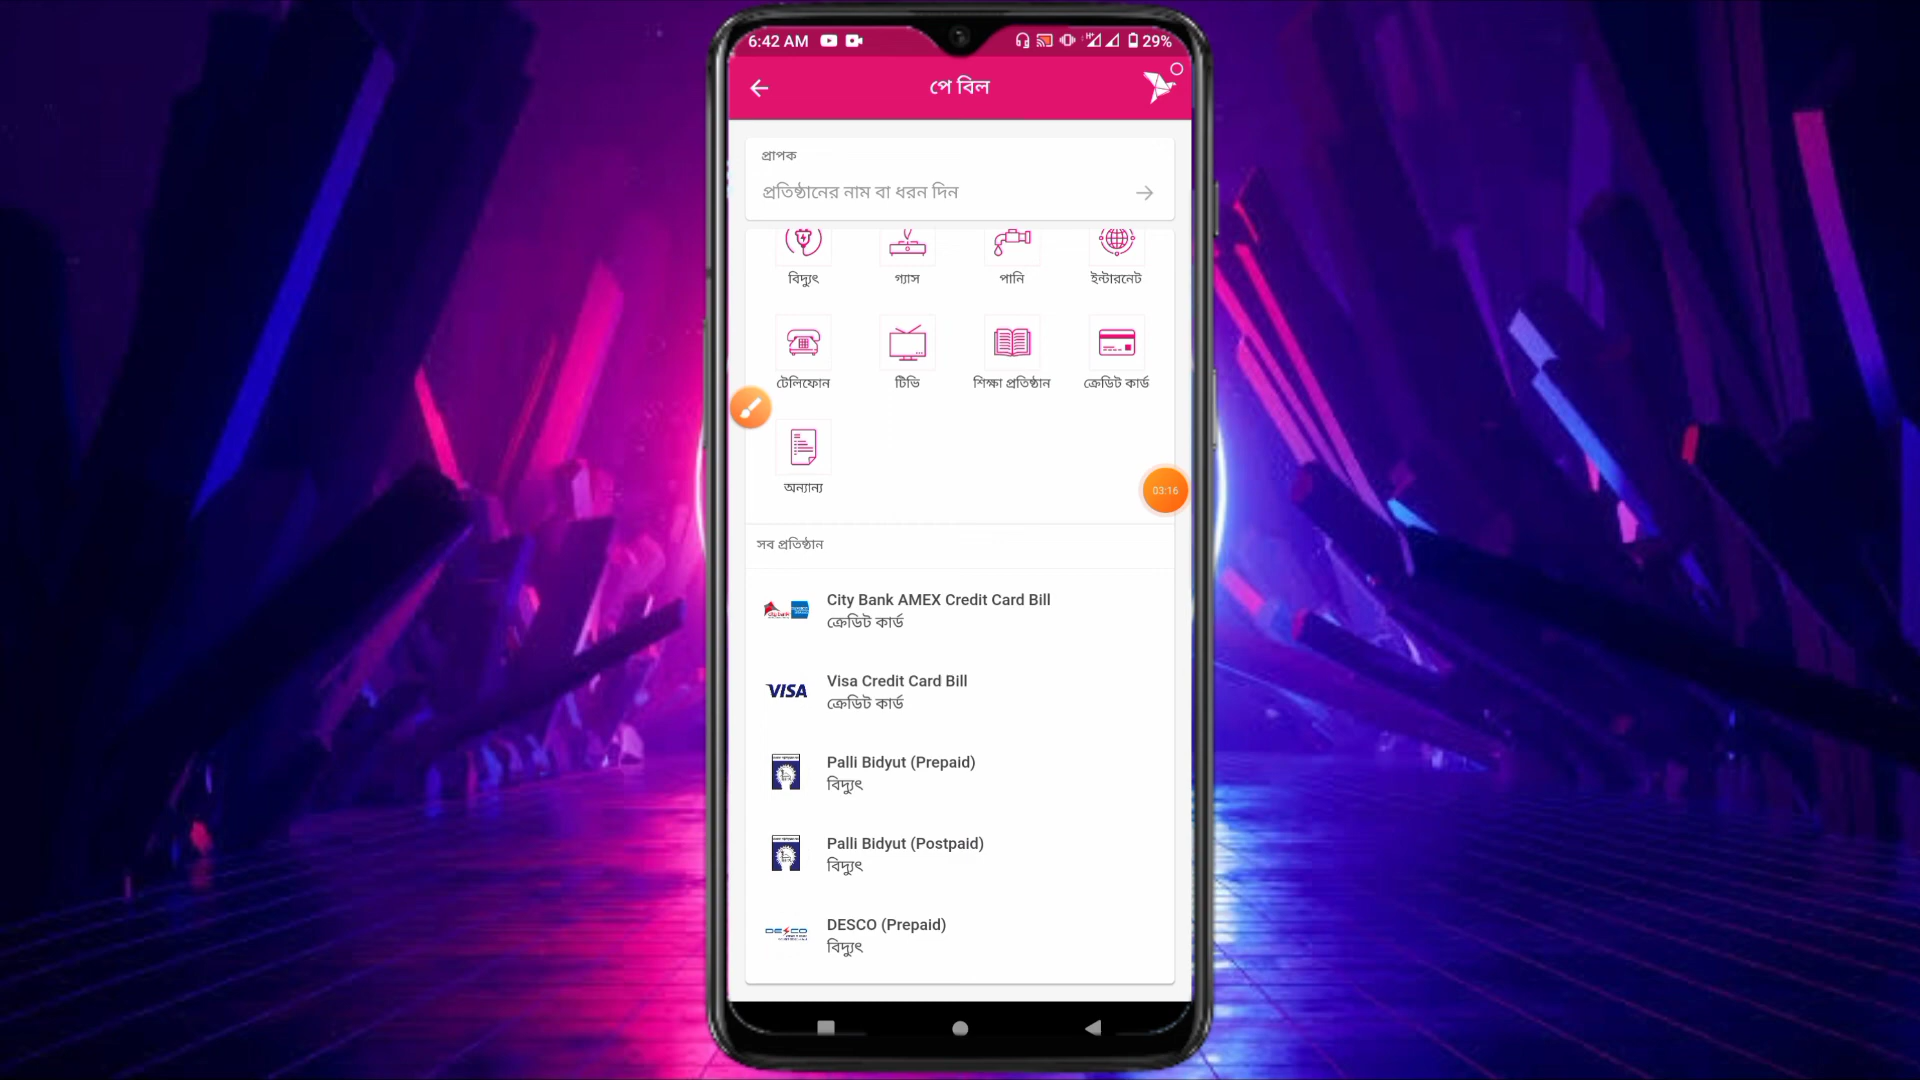 6:42 AM
29%
পে বিল
প্রাপক
প্রতিষ্ঠানের নাম বা ধরন দিন
বিদ্যুৎ গ্যাস পানি ইন্টারনেট
টেলিফোন টিভি শিক্ষা প্রতিষ্ঠান ক্রেডিট কার্ড
অন্যান্য
03:16
সব প্রতিষ্ঠান
City Bank AMEX Credit Card Bill
ক্রেডিট কার্ড
VISA
Visa Credit Card Bill
ক্রেডিট কার্ড
Palli Bidyut (Prepaid)
বিদ্যুৎ
Palli Bidyut (Postpaid)
বিদ্যুৎ
DESCO
DESCO (Prepaid)
বিদ্যুৎ